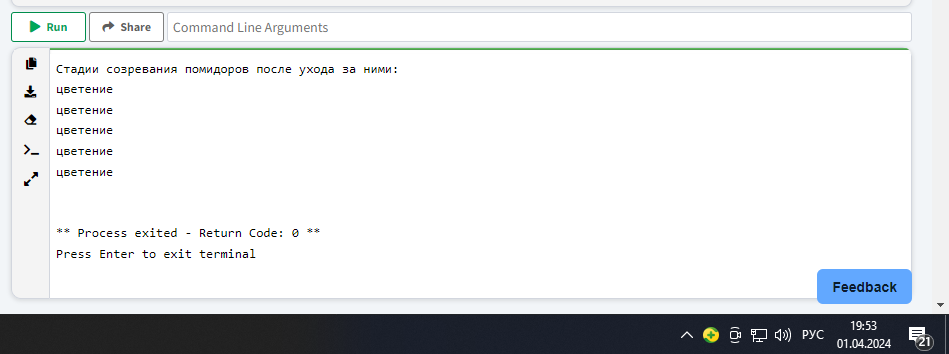 Run Share Command Line Arguments
Стадии созревания помидоров после ухода за ними:
цветение
цветение
цветение
цветение
цветение
** Process exited - Return Code: 0 **
Press Enter to exit terminal
Feedback
РУС
19:53
01.04.2024
21